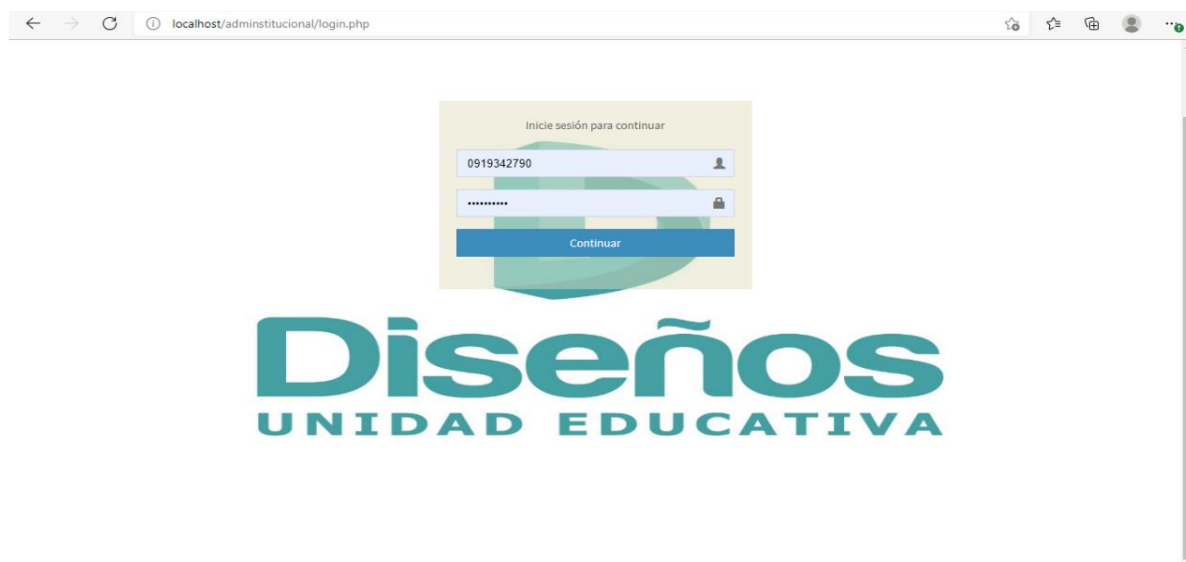 localhost/adminstitucional/login.php
Inicie sesión para continuar
0919342790
••••••••••
Continuar
Diseños
UNIDAD EDUCATIVA